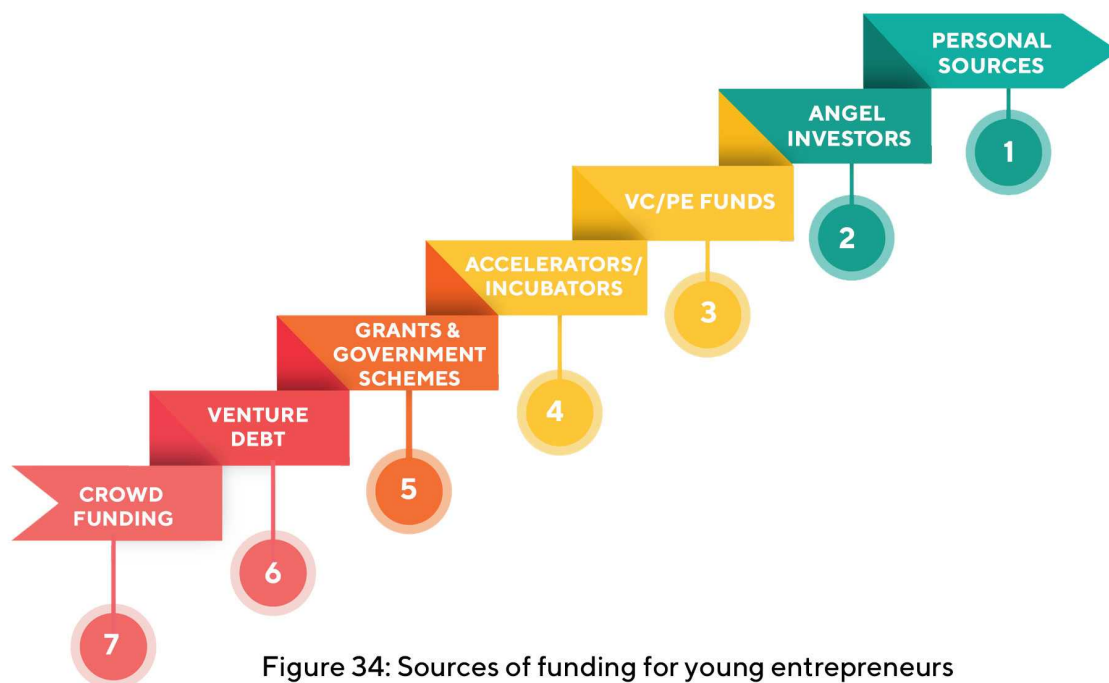 PERSONAL
SOURCES
1
ANGEL
INVESTORS
2
VC/PE FUNDS
3
ACCELERATORS/
INCUBATORS
4
GRANTS &
GOVERNMENT
SCHEMES
5
VENTURE
DEBT
6
CROWD
FUNDING
7
Figure 34: Sources of funding for young entrepreneurs